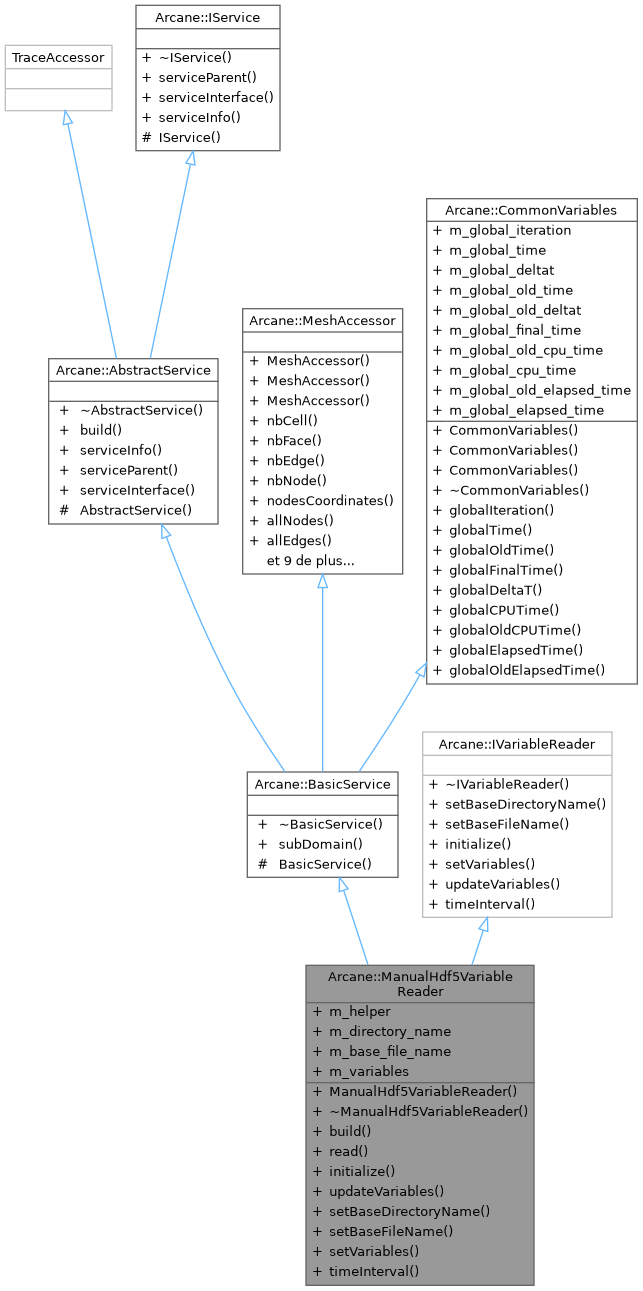 Arcane::IService
+ ~IService()
+ serviceParent()
+ serviceInterface()
+ serviceInfo()
# IService()
TraceAccessor
Arcane::CommonVariables
+ m_global_iteration
+ m_global_time
+ m_global_deltat
+ m_global_old_time
+ m_global_old_deltat
+ m_global_final_time
+ m_global_old_cpu_time
+ m_global_cpu_time
+ m_global_old_elapsed_time
+ m_global_elapsed_time
+ CommonVariables()
+ CommonVariables()
+ CommonVariables()
+ ~CommonVariables()
+ globalIteration()
+ globalTime()
+ globalOldTime()
+ globalFinalTime()
+ globalDeltaT()
+ globalCPUTime()
+ globalOldCPUTime()
+ globalElapsedTime()
+ globalOldElapsedTime()
Arcane::MeshAccessor
+ MeshAccessor()
+ MeshAccessor()
+ MeshAccessor()
+ nbCell()
+ nbFace()
+ nbEdge()
+ nbNode()
+ nodesCoordinates()
+ allNodes()
+ allEdges()
et 9 de plus...
Arcane::AbstractService
+ ~AbstractService()
+ build()
+ serviceInfo()
+ serviceParent()
+ serviceInterface()
# AbstractService()
Arcane::IVariableReader
+ ~IVariableReader()
+ setBaseDirectoryName()
+ setBaseFileName()
+ initialize()
+ setVariables()
+ updateVariables()
+ timeInterval()
Arcane::BasicService
+ ~BasicService()
+ subDomain()
# BasicService()
Arcane::ManualHdf5Variable
Reader
+ m_helper
+ m_directory_name
+ m_base_file_name
+ m_variables
+ ManualHdf5VariableReader()
+ ~ManualHdf5VariableReader()
+ build()
+ read()
+ initialize()
+ updateVariables()
+ setBaseDirectoryName()
+ setBaseFileName()
+ setVariables()
+ timeInterval()